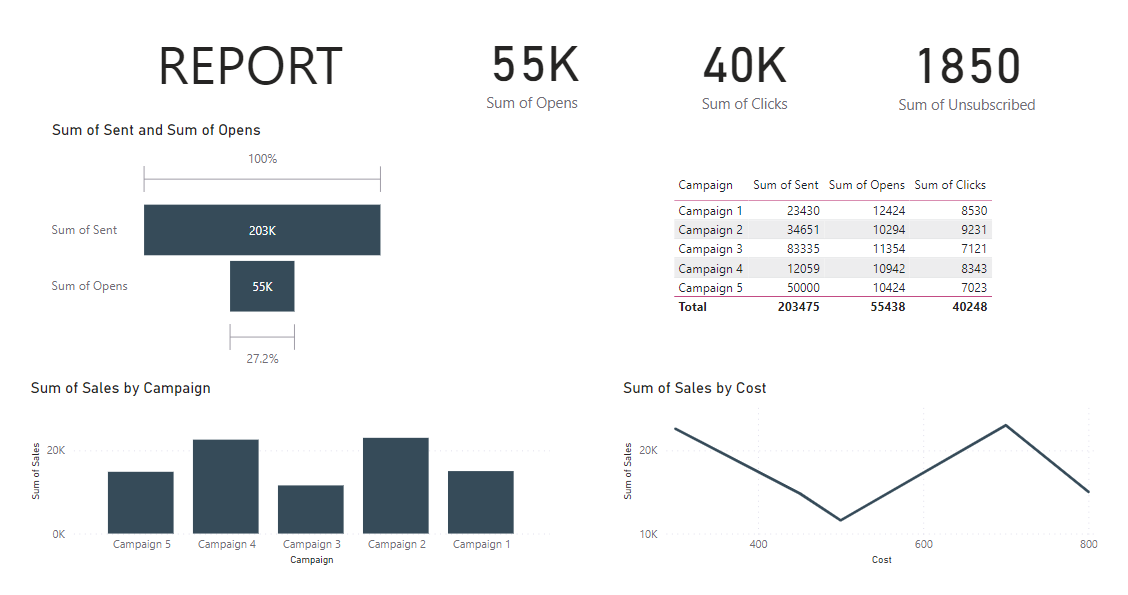 REPORT
55K
Sum of Opens
40K
Sum of Clicks
1850
Sum of Unsubscribed
Sum of Sent and Sum of Opens
100%
Sum of Sent
203K
Sum of Opens
55K
27.2%
Campaign Sum of Sent Sum of Opens Sum of Clicks
Campaign 1 23430 12424 8530
Campaign 2 34651 10294 9231
Campaign 3 83335 11354 7121
Campaign 4 12059 10942 8343
Campaign 5 50000 10424 7023
Total 203475 55438 40248
Sum of Sales by Campaign
Sum of Sales
20K
0K
Campaign 5 Campaign 4 Campaign 3 Campaign 2 Campaign 1
Campaign
Sum of Sales by Cost
Sum of Sales
20K
10K
400 600 800
Cost